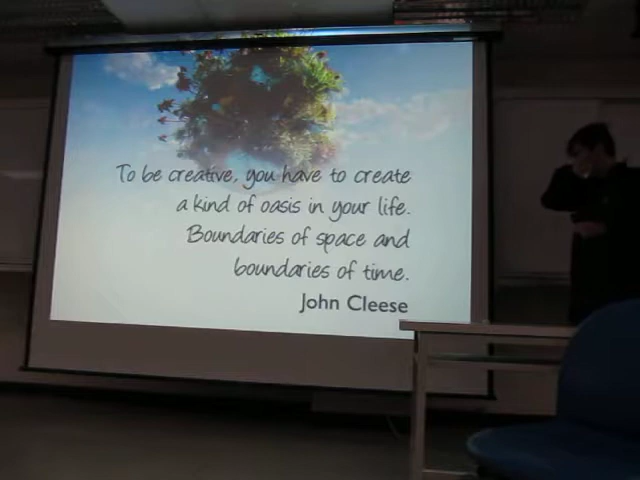 To be creative, you have to create
a kind of oasis in your life.
Boundaries of space and
boundaries of time.
John Cleese